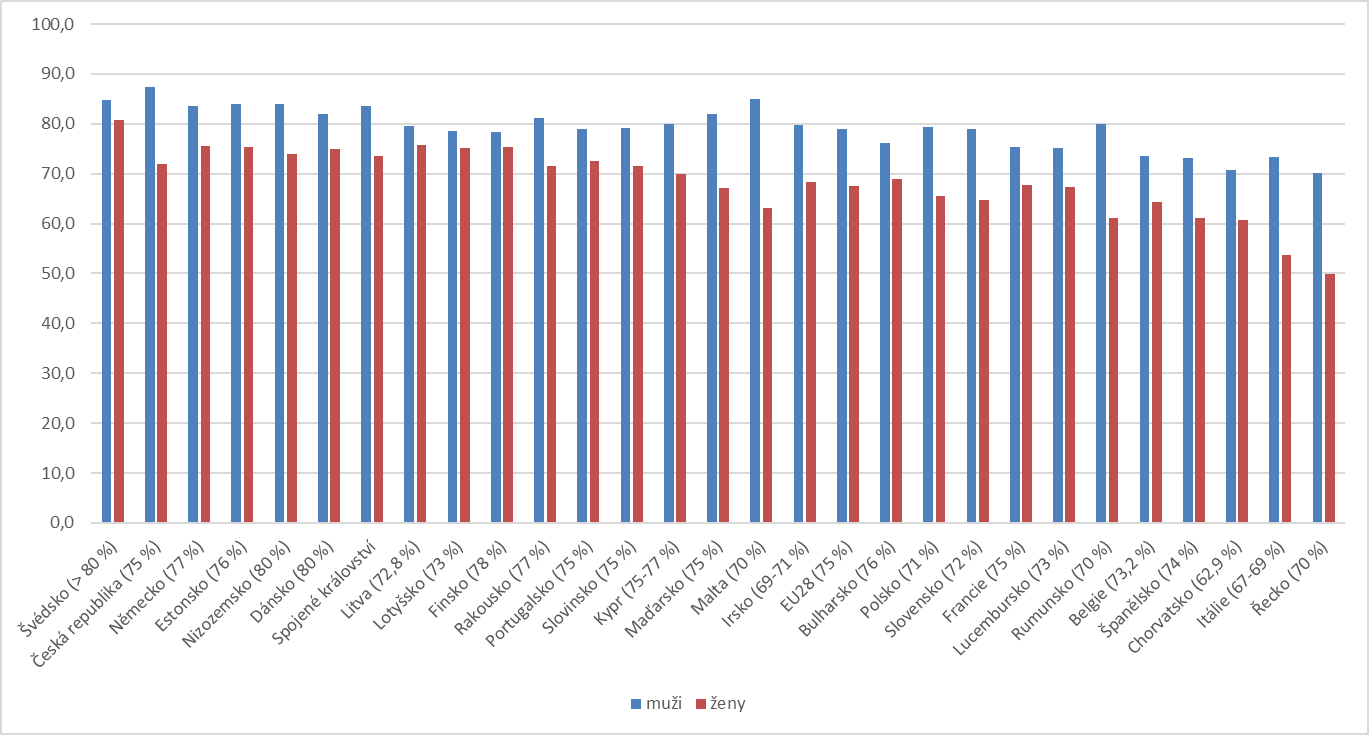 100,0
90,0
80,0
70,0
60,0
50,0
40,0
30,0
20,0
10,0
0,0
Švédsko (> 80 %)
Česká republika (75 %)
Německo (77 %)
Estonsko (76 %)
Nizozemsko (80 %)
Dánsko (80 %)
Spojené království
Litva (72,8 %)
Lotyšsko (73 %)
Finsko (78 %)
Rakousko (77 %)
Portugalsko (75 %)
Slovinsko (75 %)
Kypr (75-77 %)
Maďarsko (75 %)
Malta (70 %)
Irsko (69-71 %)
EU28 (75 %)
Bulharsko (76 %)
Polsko (71 %)
Slovensko (72 %)
Francie (75 %)
Lucembursko (73 %)
Rumunsko (70 %)
Belgie (73,2 %)
Španělsko (74 %)
Chorvatsko (62,9 %)
Itálie (67-69 %)
Řecko (70 %)
muži
ženy